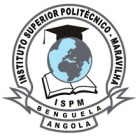 INSTITUTO SUPERIOR POLITÉCNICO - MARAVILHA
ISPM
BENGUELA
ANGOLA